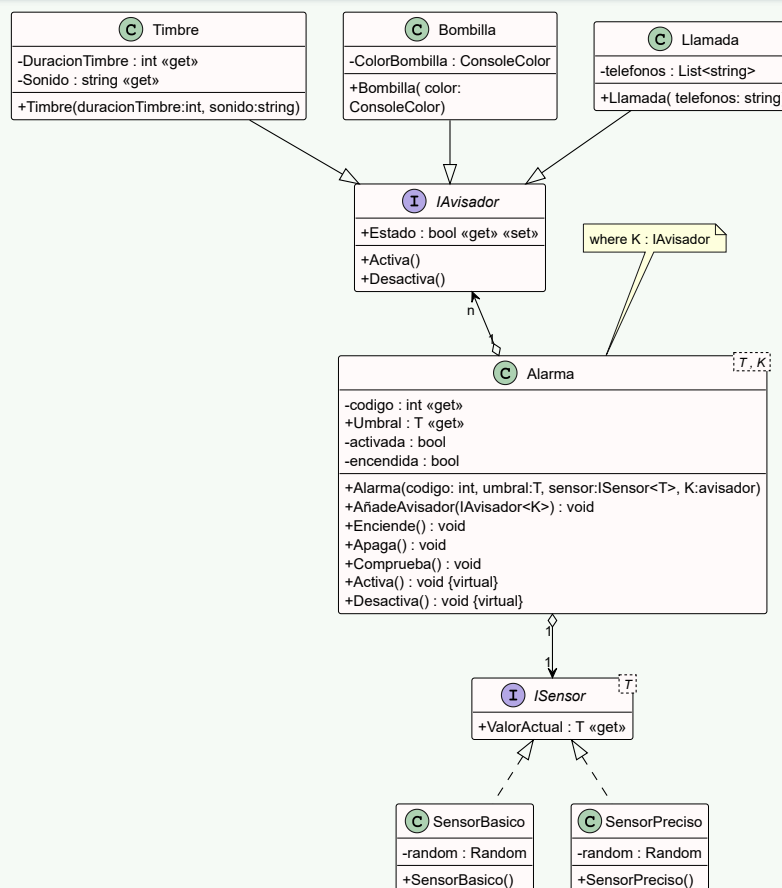 C Timbre
-DuracionTimbre : int «get»
-Sonido : string «get»
+Timbre(duracionTimbre:int, sonido:string)
C Bombilla
-ColorBombilla : ConsoleColor
+Bombilla( color:
ConsoleColor)
C Llamada
-telefonos : List<string>
+Llamada( telefonos: string
I IAvisador
+Estado : bool «get» «set»
+Activa()
+Desactiva()
where K : IAvisador
n
1
T , K
C Alarma
-codigo : int «get»
+Umbral : T «get»
-activada : bool
-encendida : bool
+Alarma(codigo: int, umbral:T, sensor:ISensor<T>, K:avisador)
+AñadeAvisador(IAvisador<K>) : void
+Enciende() : void
+Apaga() : void
+Comprueba() : void
+Activa() : void {virtual}
+Desactiva() : void {virtual}
1
1
T
I ISensor
+ValorActual : T «get»
C SensorBasico
-random : Random
+SensorBasico()
C SensorPreciso
-random : Random
+SensorPreciso()